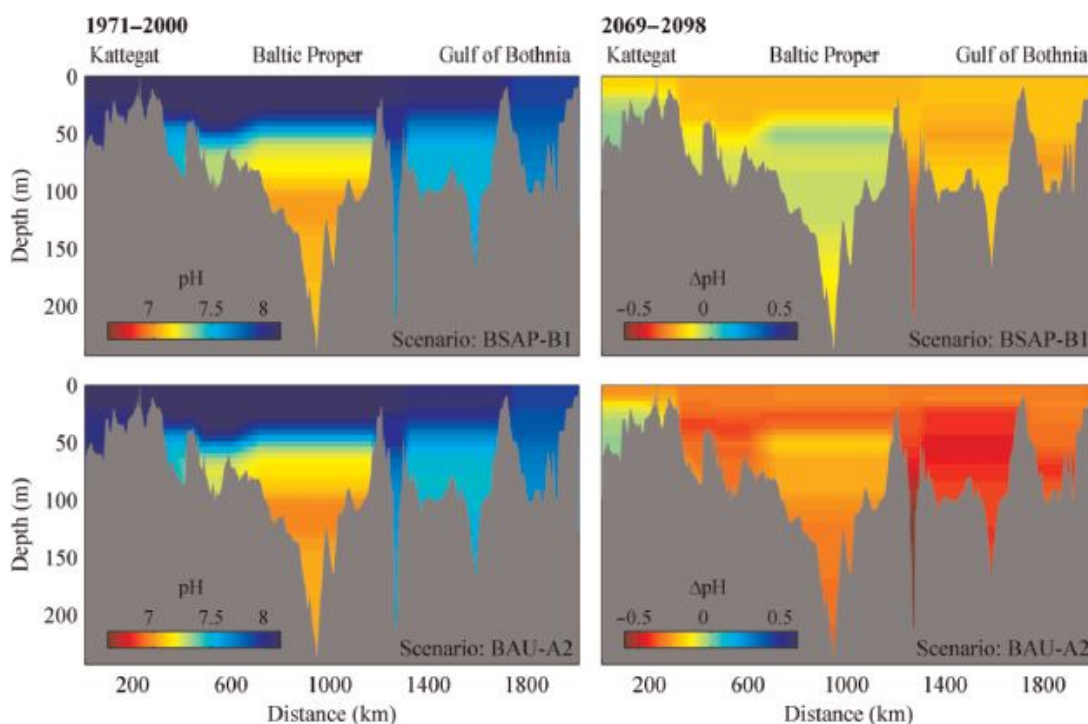 1971–2000
Kattegat Baltic Proper Gulf of Bothnia
0
50
100
150
200
Depth (m)
pH
7 7.5 8
Scenario: BSAP-B1
2069–2098
Kattegat Baltic Proper Gulf of Bothnia
ΔpH
−0.5 0 0.5
Scenario: BSAP-B1
0
50
100
150
200
Depth (m)
pH
7 7.5 8
Scenario: BAU-A2
200 600 1000 1400 1800
Distance (km)
ΔpH
−0.5 0 0.5
Scenario: BAU-A2
200 600 1000 1400 1800
Distance (km)